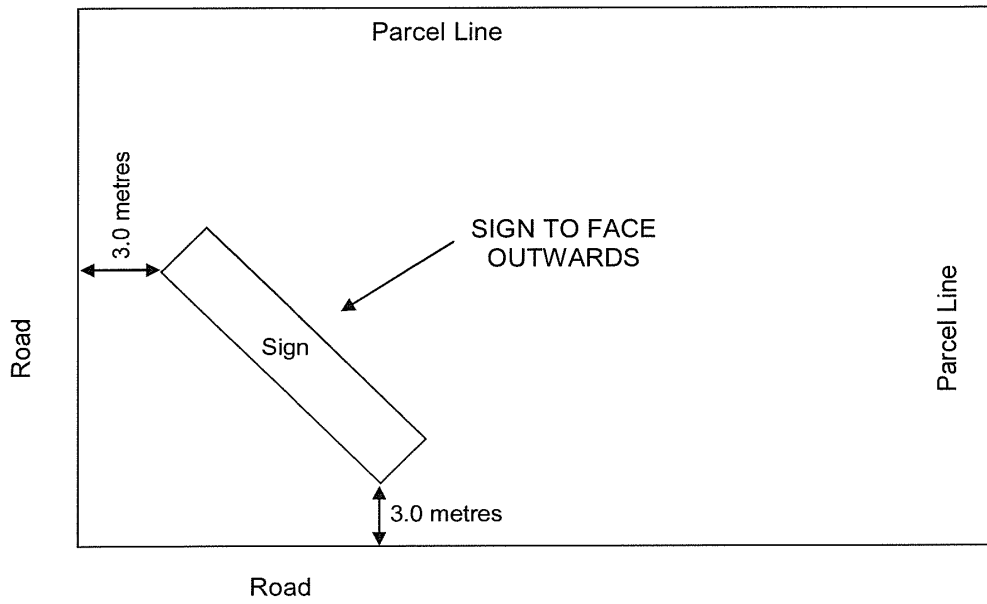 Parcel Line
3.0 metres
SIGN TO FACE
OUTWARDS
Sign
Road
Parcel Line
3.0 metres
Road